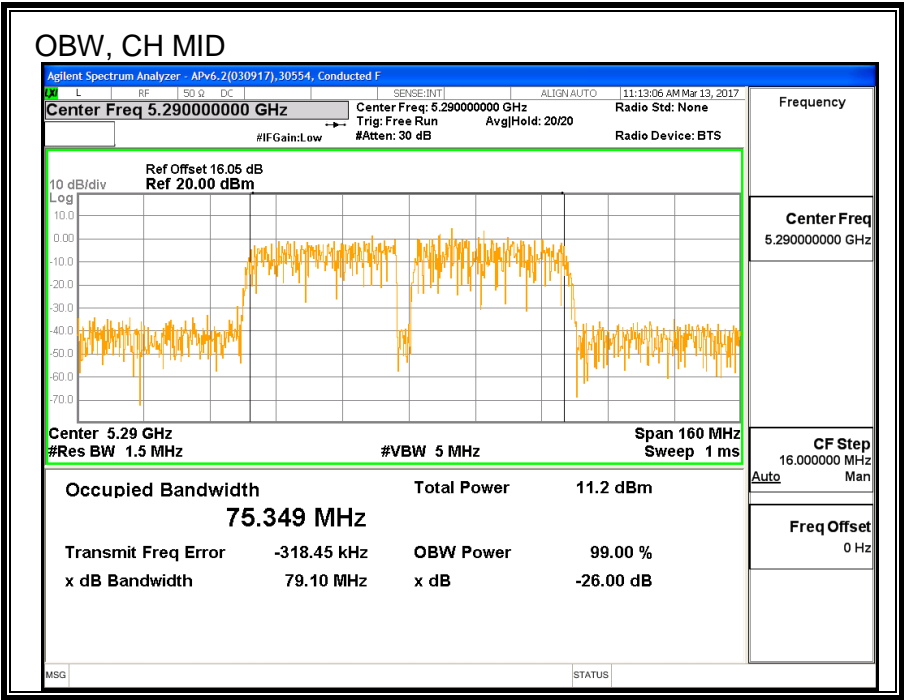 OBW, CH MID
Agilent Spectrum Analyzer - APv6.2(030917),30554, Conducted F
LXI L RF 50 Ω DC SENSE:INT ALIGN AUTO 11:13:06 AM Mar 13, 2017
Center Freq 5.290000000 GHz
Center Freq: 5.290000000 GHz Radio Std: None
Trig: Free Run Avg|Hold: 20/20
#IFGain:Low #Atten: 30 dB Radio Device: BTS
Ref Offset 16.05 dB
10 dB/div Ref 20.00 dBm
Log
10.0
0.00
-10.0
-20.0
-30.0
-40.0
-50.0
-60.0
-70.0
Center 5.29 GHz Span 160 MHz
#Res BW 1.5 MHz #VBW 5 MHz Sweep 1 ms
Occupied Bandwidth Total Power 11.2 dBm
75.349 MHz
Transmit Freq Error -318.45 kHz OBW Power 99.00 %
x dB Bandwidth 79.10 MHz x dB -26.00 dB
MSG STATUS
Frequency
Center Freq
5.290000000 GHz
CF Step
16.000000 MHz
Auto Man
Freq Offset
0 Hz